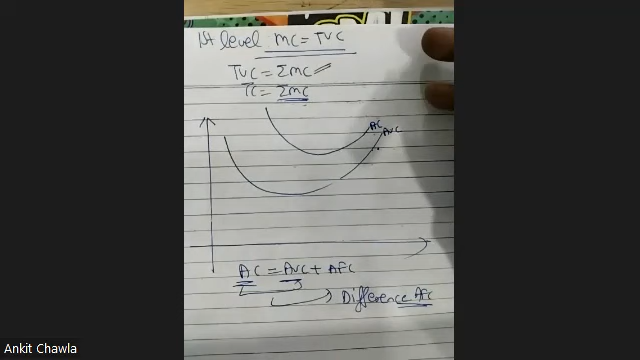 1st level MC = TVC
TVC = ΣMC
TC = ΣMC
AC
AVC
AC = AVC + AFC
Difference AFC
Ankit Chawla